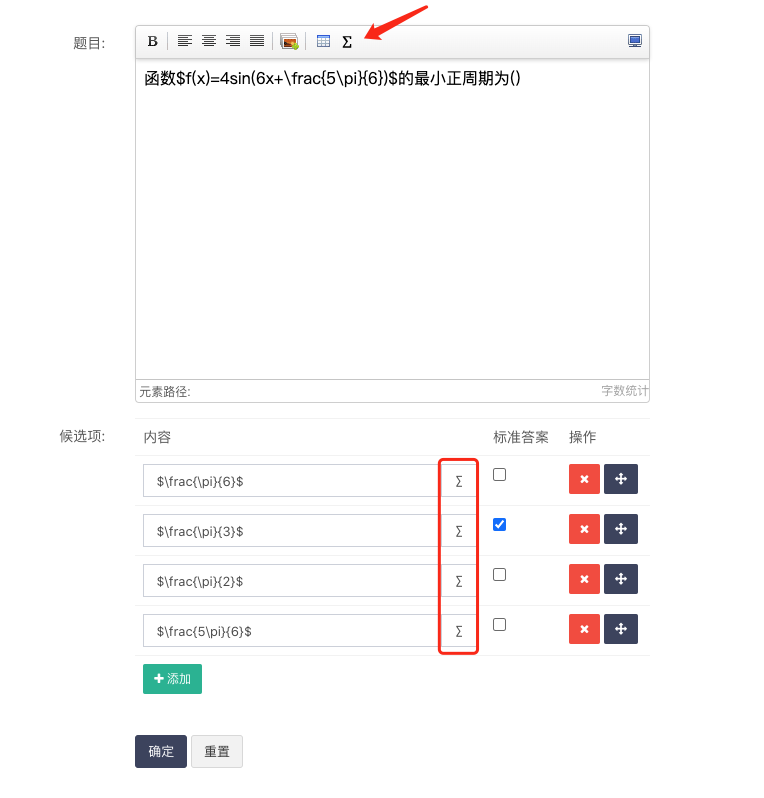 题目:
B Σ
函数$f(x)=4sin(6x+\frac{5\pi}{6})$的最小正周期为()
元素路径: 字数统计
候选项: 内容 标准答案 操作
$\frac{\pi}{6}$ ∑
$\frac{\pi}{3}$ ∑
$\frac{\pi}{2}$ ∑
$\frac{5\pi}{6}$ ∑
添加
确定 重置